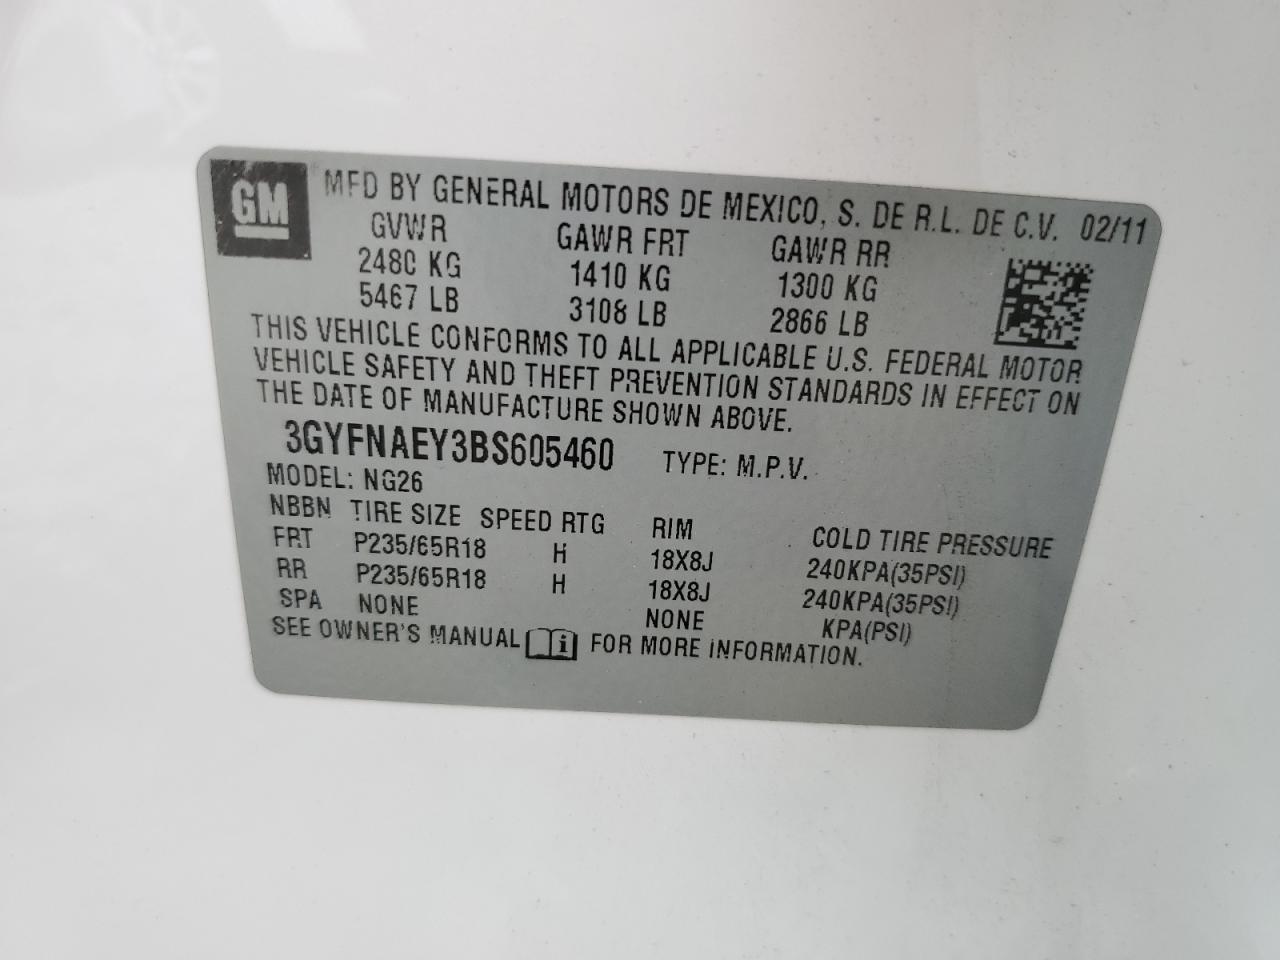 GM MFD BY GENERAL MOTORS DE MEXICO, S. DE R.L. DE C.V. 02/11
GVWR GAWR FRT GAWR RR
2480 KG 1410 KG 1300 KG
5467 LB 3108 LB 2866 LB
THIS VEHICLE CONFORMS TO ALL APPLICABLE U.S. FEDERAL MOTOR
VEHICLE SAFETY AND THEFT PREVENTION STANDARDS IN EFFECT ON
THE DATE OF MANUFACTURE SHOWN ABOVE.
3GYFNAEY3BS605460 TYPE: M.P.V.
MODEL: NG26
NBBN TIRE SIZE SPEED RTG RIM COLD TIRE PRESSURE
FRT P235/65R18 H 18X8J 240KPA(35PSI)
RR P235/65R18 H 18X8J 240KPA(35PSI)
SPA NONE NONE KPA(PSI)
SEE OWNER'S MANUAL i FOR MORE INFORMATION.